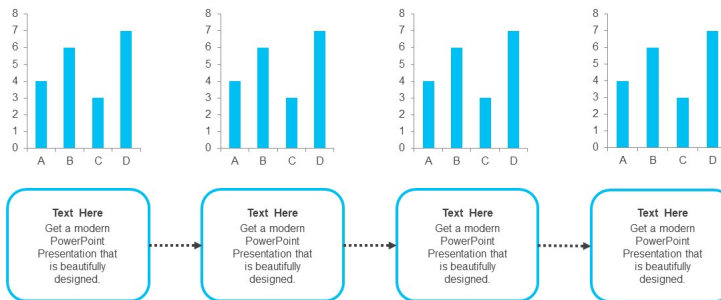 8
7
6
5
4
3
2
1
0
A B C D
8
7
6
5
4
3
2
1
0
A B C D
8
7
6
5
4
3
2
1
0
A B C D
8
7
6
5
4
3
2
1
0
A B C D
Text Here
Get a modern
PowerPoint
Presentation that
is beautifully
designed.
Text Here
Get a modern
PowerPoint
Presentation that
is beautifully
designed.
Text Here
Get a modern
PowerPoint
Presentation that
is beautifully
designed.
Text Here
Get a modern
PowerPoint
Presentation that
is beautifully
designed.